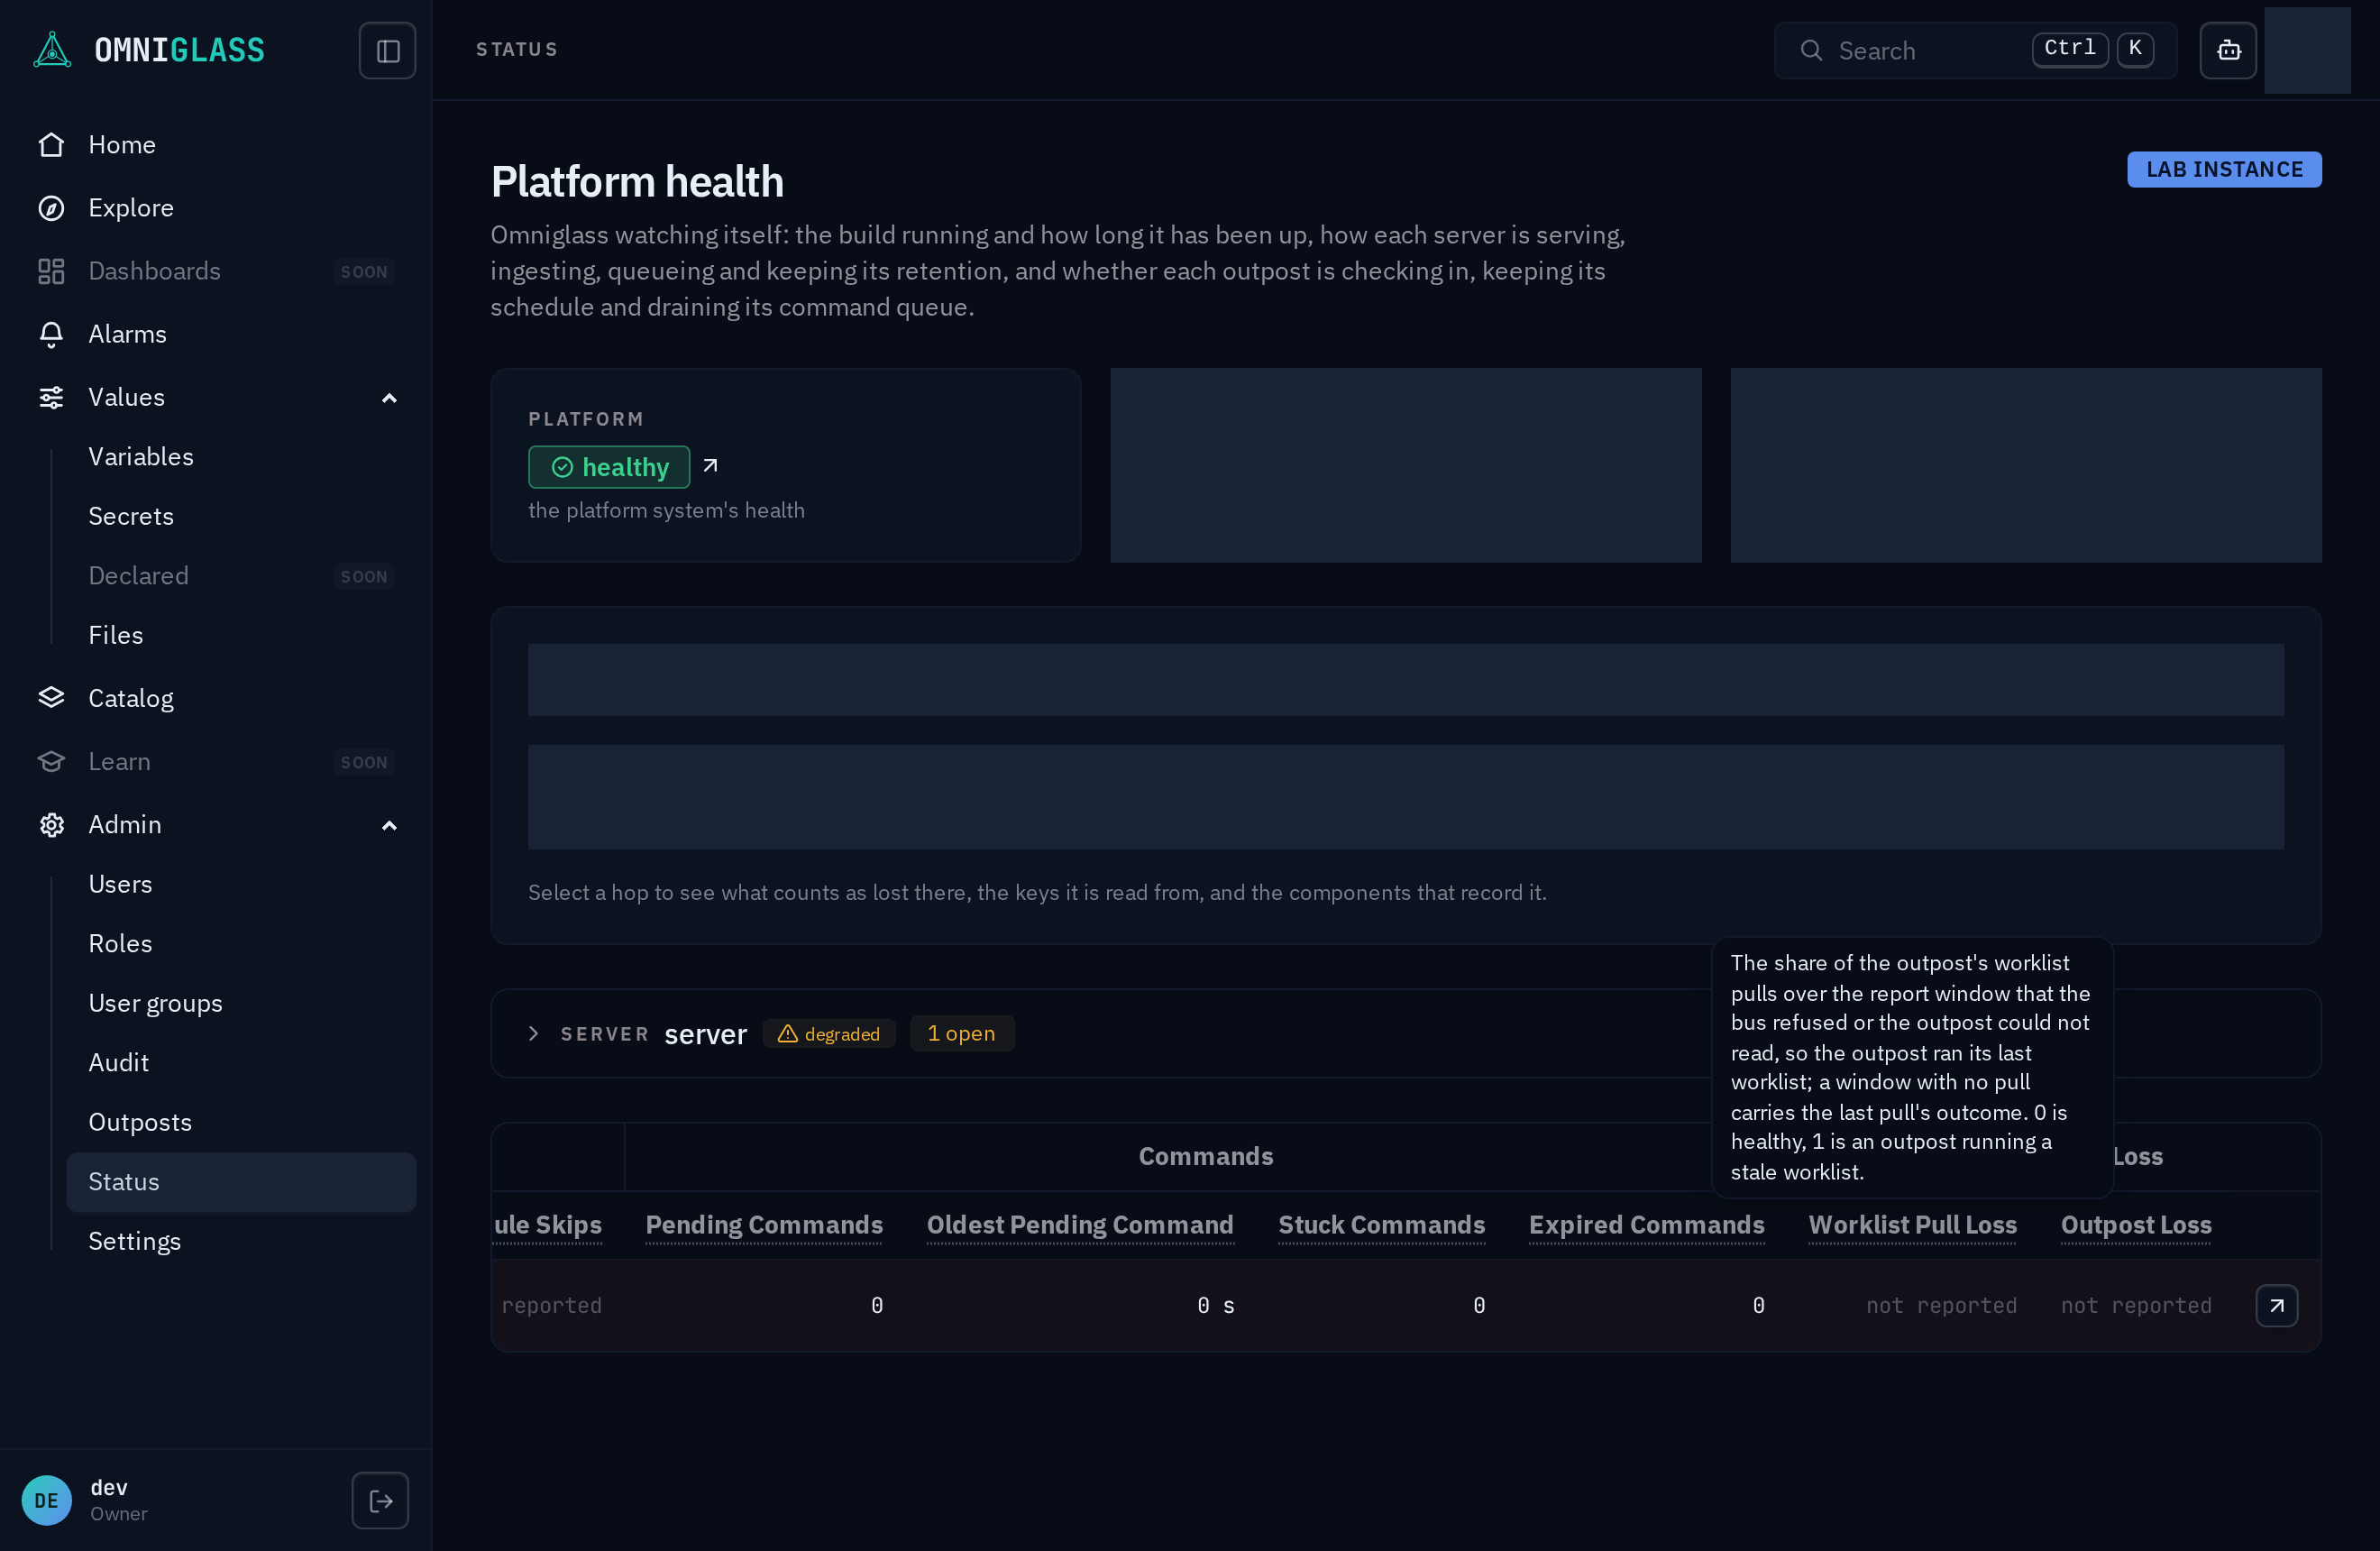 OMNIGLASS
STATUS
Search
Ctrl K
Home
Explore
Dashboards SOON
Alarms
Values
Variables
Secrets
Declared SOON
Files
Catalog
Learn SOON
Admin
Users
Roles
User groups
Audit
Outposts
Status
Settings
DE
dev
Owner
Platform health
LAB INSTANCE
Omniglass watching itself: the build running and how long it has been up, how each server is serving,
ingesting, queueing and keeping its retention, and whether each outpost is checking in, keeping its
schedule and draining its command queue.
PLATFORM
healthy
the platform system's health
Select a hop to see what counts as lost there, the keys it is read from, and the components that record it.
SERVER server degraded 1 open
The share of the outpost's worklist
pulls over the report window that the
bus refused or the outpost could not
read, so the outpost ran its last
worklist; a window with no pull
carries the last pull's outcome. 0 is
healthy, 1 is an outpost running a
stale worklist.
Commands Loss
ule Skips Pending Commands Oldest Pending Command Stuck Commands Expired Commands Worklist Pull Loss Outpost Loss
reported 0 0 s 0 0 not reported not reported